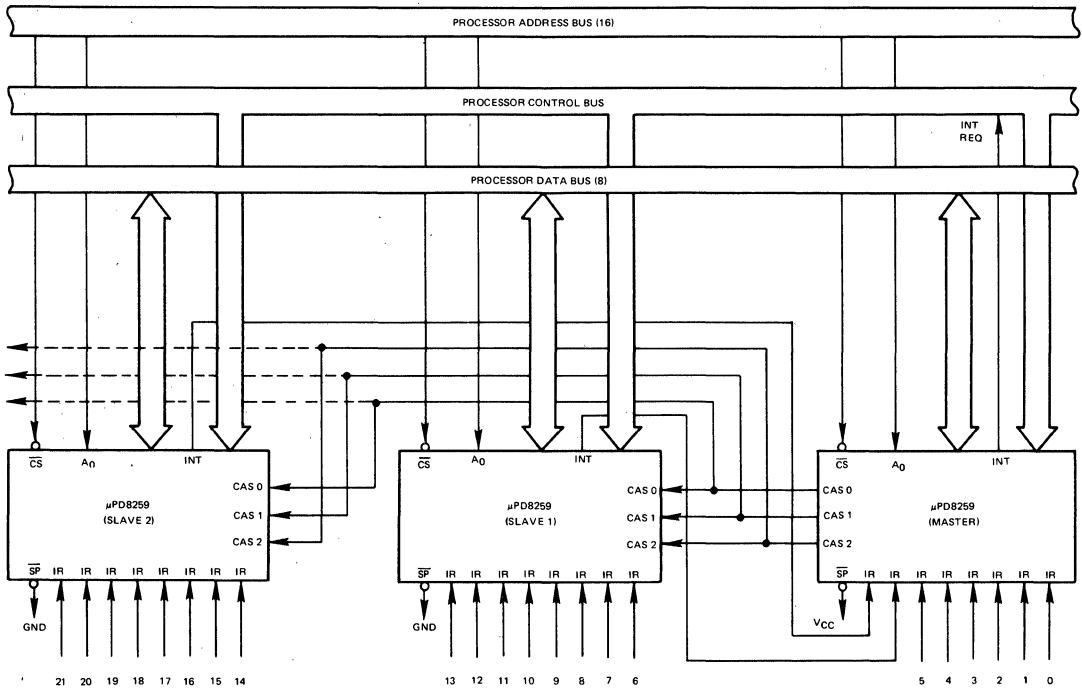 PROCESSOR ADDRESS BUS (16)
PROCESSOR CONTROL BUS
INT
REQ
PROCESSOR DATA BUS (8)
CS A0 INT
CAS 0
CAS 1
CAS 2
μPD8259
(SLAVE 2)
SP IR IR IR IR IR IR IR IR
GND
21 20 19 18 17 16 15 14
CS A0 INT
CAS 0
CAS 1
CAS 2
μPD8259
(SLAVE 1)
SP IR IR IR IR IR IR IR IR
GND
13 12 11 10 9 8 7 6
CS A0 INT
CAS 0
CAS 1
CAS 2
μPD8259
(MASTER)
SP IR IR IR IR IR IR IR IR
VCC
5 4 3 2 1 0